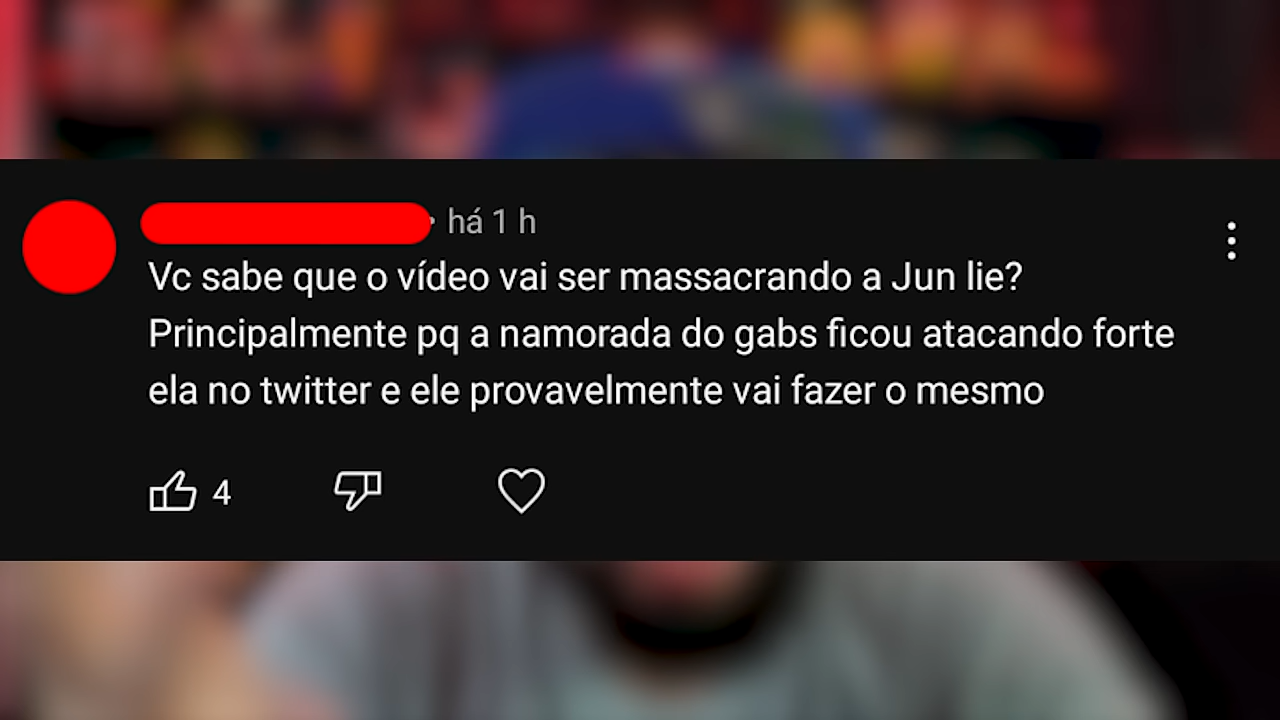 há 1 h
Vc sabe que o vídeo vai ser massacrando a Jun lie?
Principalmente pq a namorada do gabs ficou atacando forte
ela no twitter e ele provavelmente vai fazer o mesmo
4